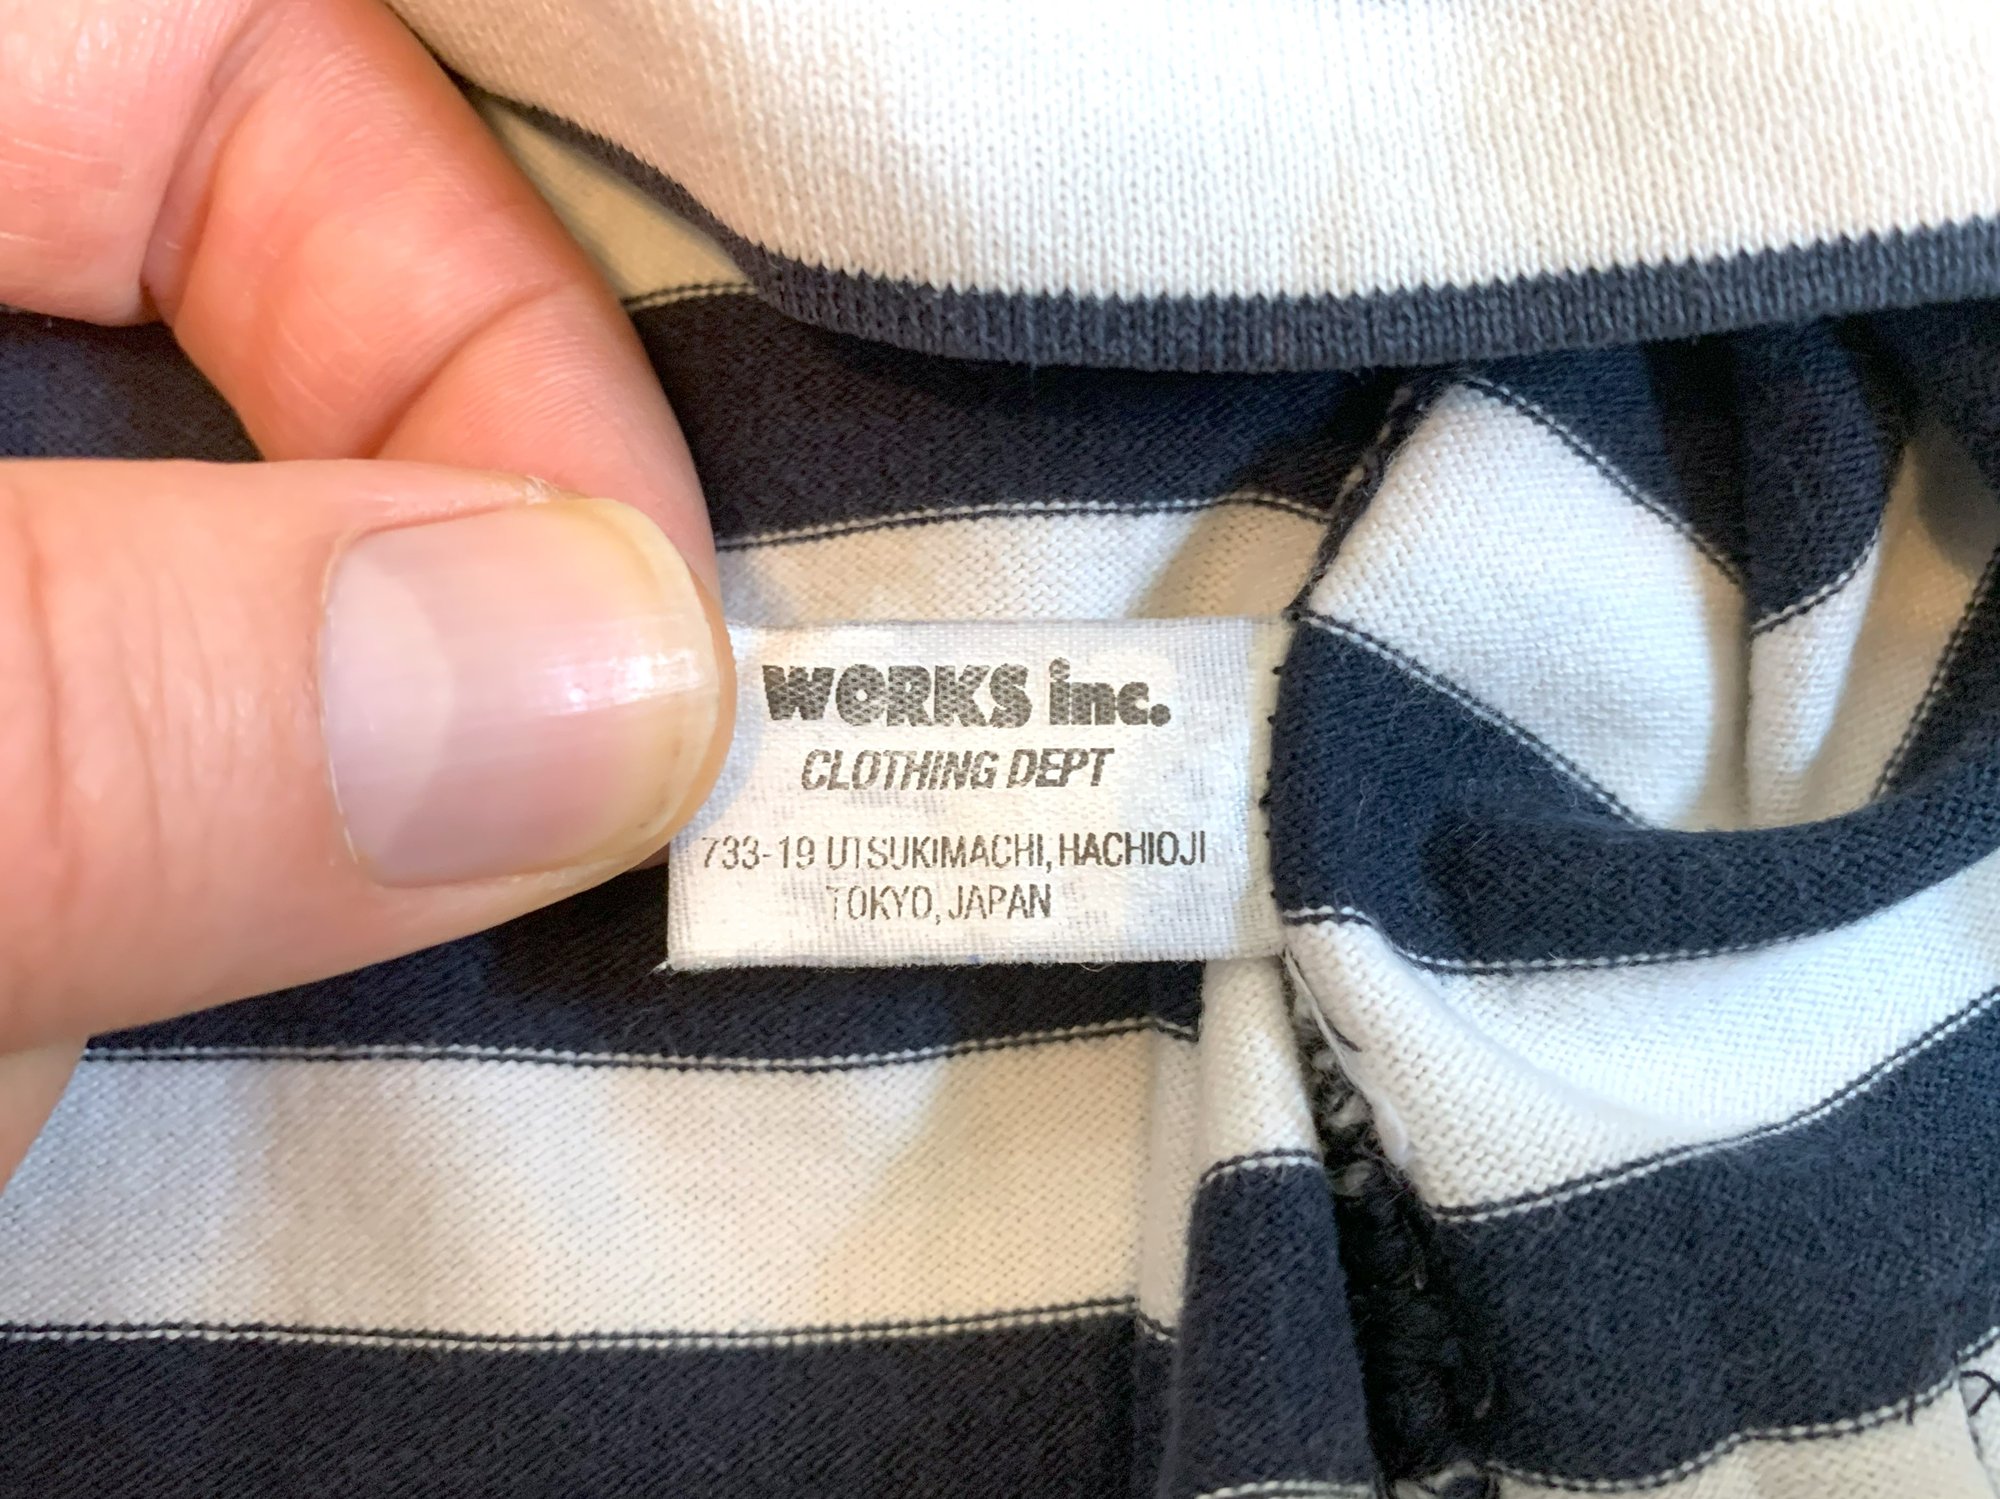 WORKS inc.
CLOTHING DEPT
733-19 UTSUKIMACHI, HACHIOJI
TOKYO, JAPAN